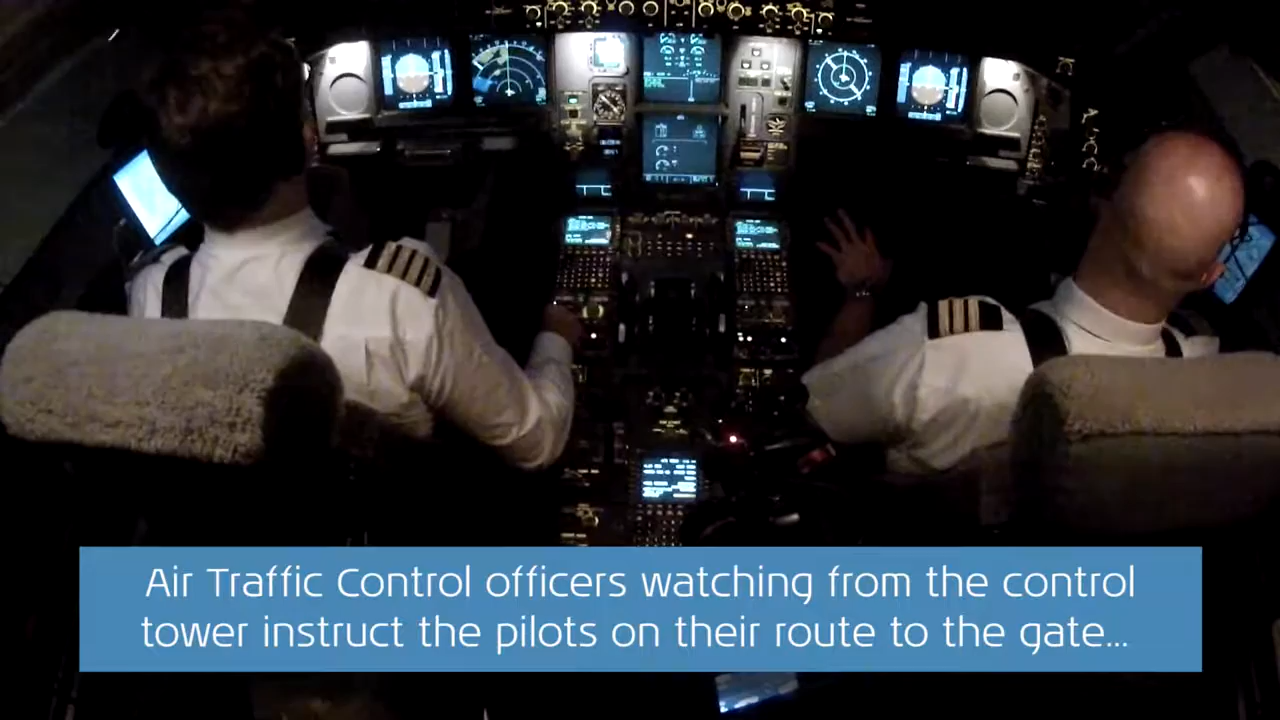 Air Traffic Control officers watching from the control
tower instruct the pilots on their route to the gate...